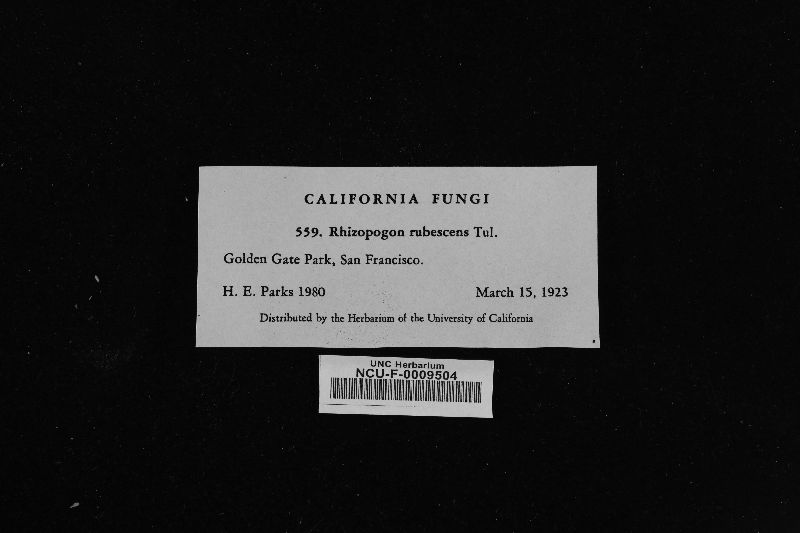 CALIFORNIA FUNGI
559. Rhizopogon rubescens Tul.
Golden Gate Park, San Francisco.
H. E. Parks 1980 March 15, 1923
Distributed by the Herbarium of the University of California
UNC Herbarium
NCU-F-0009504